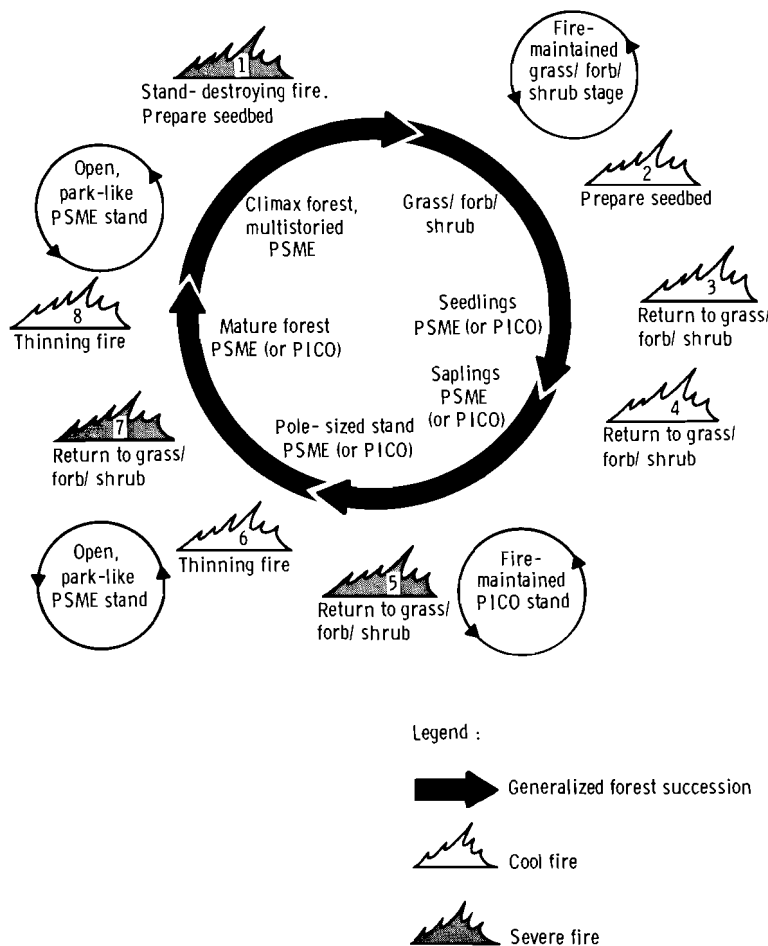 1
Stand-destroying fire.
Prepare seedbed
Fire-
maintained
grass/ forb/
shrub stage
2
Prepare seedbed
Open,
park-like
PSME stand
Climax forest,
multistoried
PSME
Grass/ forb/
shrub
3
Return to grass/
forb/ shrub
Seedlings
PSME (or PICO)
8
Thinning fire
Mature forest
PSME (or PICO)
Saplings
PSME
(or PICO)
4
Return to grass/
forb/ shrub
7
Return to grass/
forb/ shrub
Pole-sized stand
PSME (or PICO)
Open,
park-like
PSME stand
6
Thinning fire
5
Return to grass/
forb/ shrub
Fire-
maintained
PICO stand
Legend :
Generalized forest succession
Cool fire
Severe fire